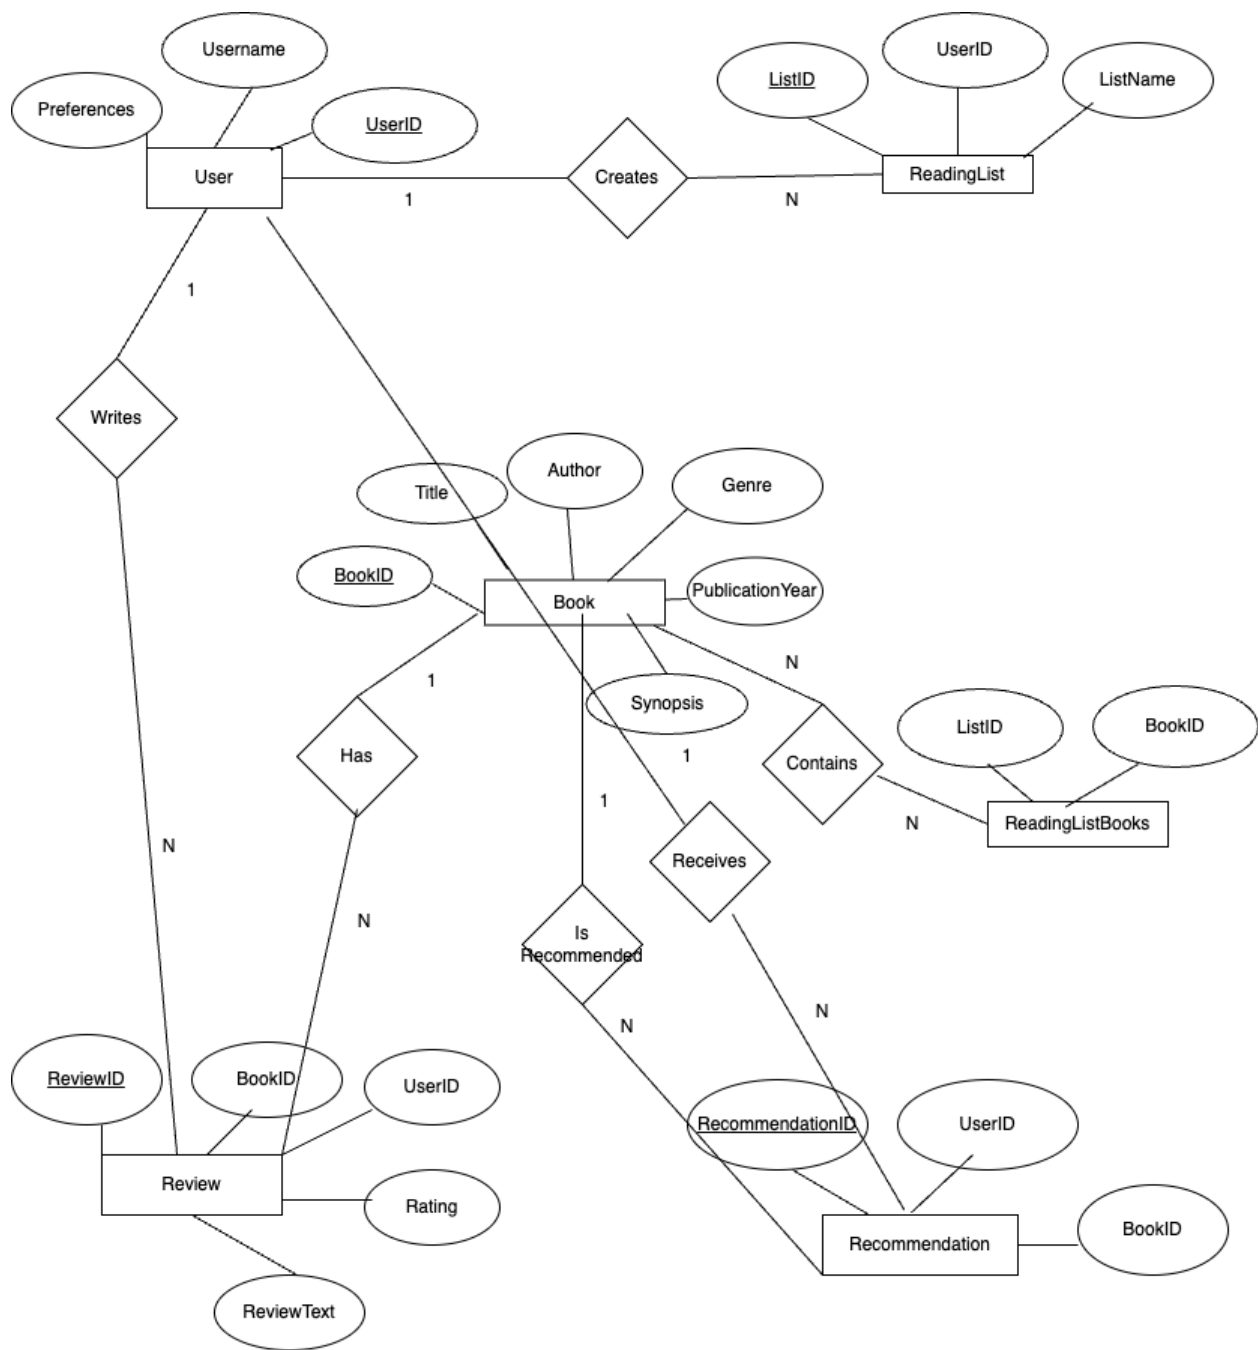 Username
UserID
Preferences
ListID
ListName
UserID
User
Creates
ReadingList
1
N
1
Writes
Author
Title
Genre
BookID
PublicationYear
Book
N
1
Synopsis
ListID
BookID
Has
1
Contains
1
N
ReadingListBooks
N
Receives
N
Is
Recommended
N
N
ReviewID
BookID
UserID
RecommendationID
UserID
Review
Rating
BookID
Recommendation
ReviewText